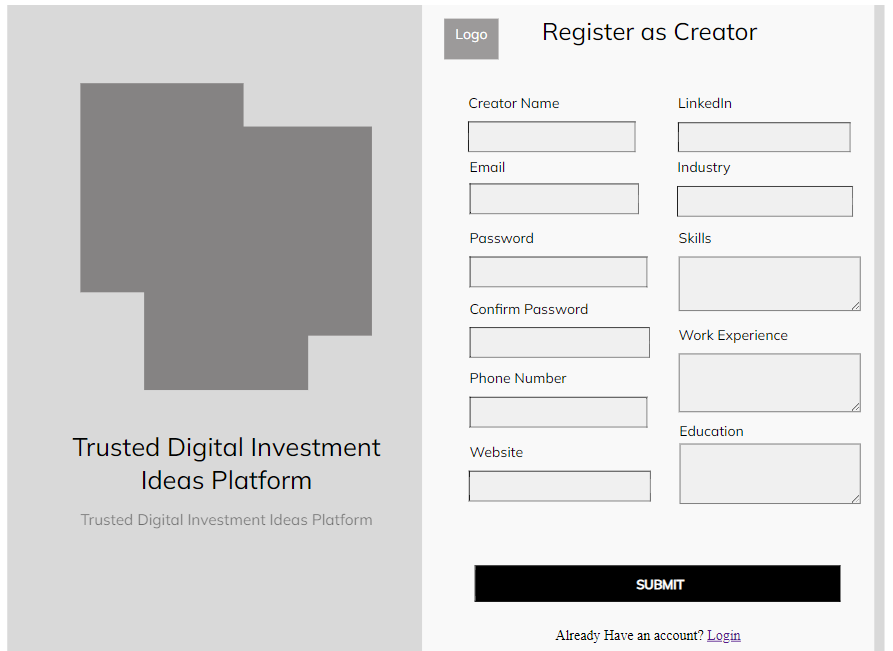 Logo
Register as Creator
Creator Name
LinkedIn
Email
Industry
Password
Skills
Confirm Password
Work Experience
Phone Number
Education
Website
SUBMIT
Already Have an account? Login
Trusted Digital Investment
Ideas Platform
Trusted Digital Investment Ideas Platform